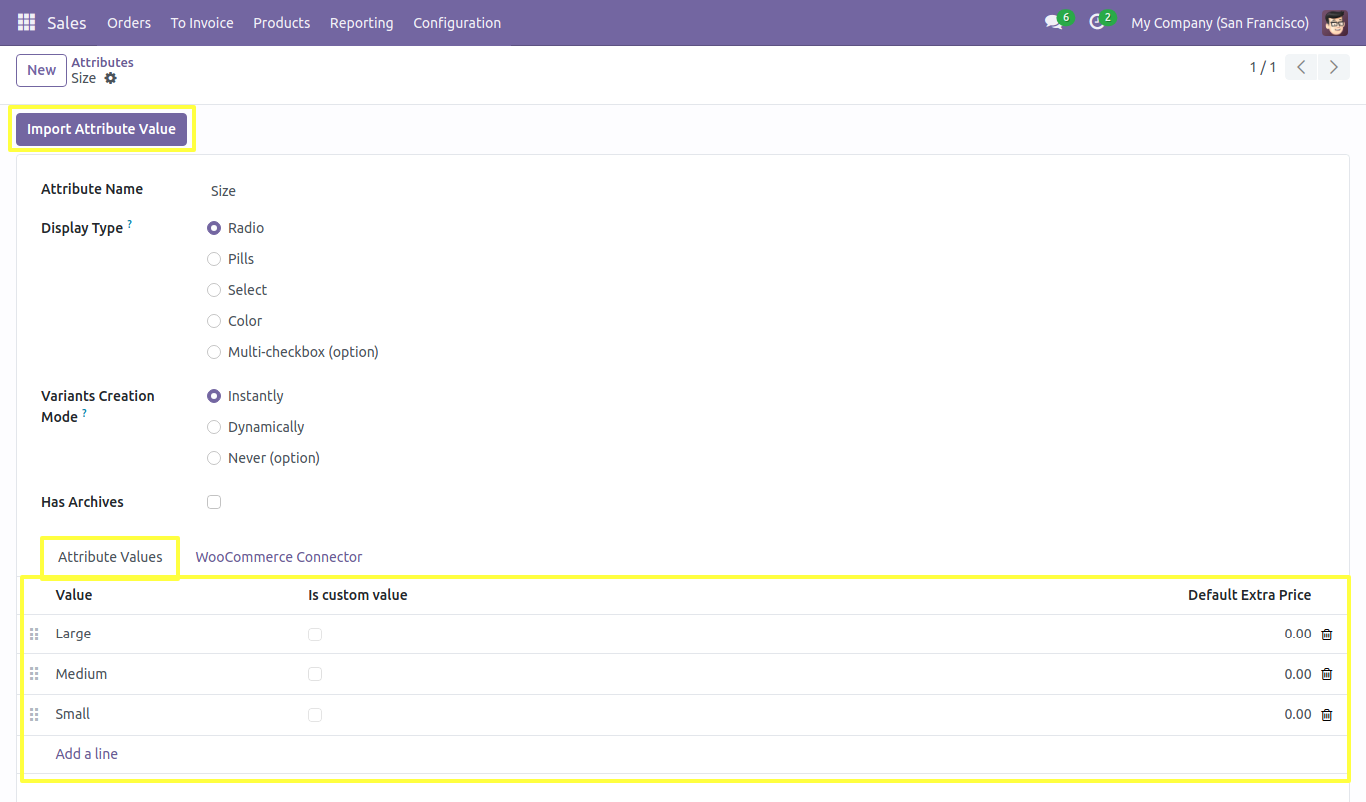 Sales Orders To Invoice Products Reporting Configuration 6 2 My Company (San Francisco)
New Attributes 1 / 1
Size
Import Attribute Value
Attribute Name Size
Display Type ? Radio
Pills
Select
Color
Multi-checkbox (option)
Variants Creation Instantly
Mode ?
Dynamically
Never (option)
Has Archives
Attribute Values WooCommerce Connector
Value Is custom value Default Extra Price
Large 0.00
Medium 0.00
Small 0.00
Add a line